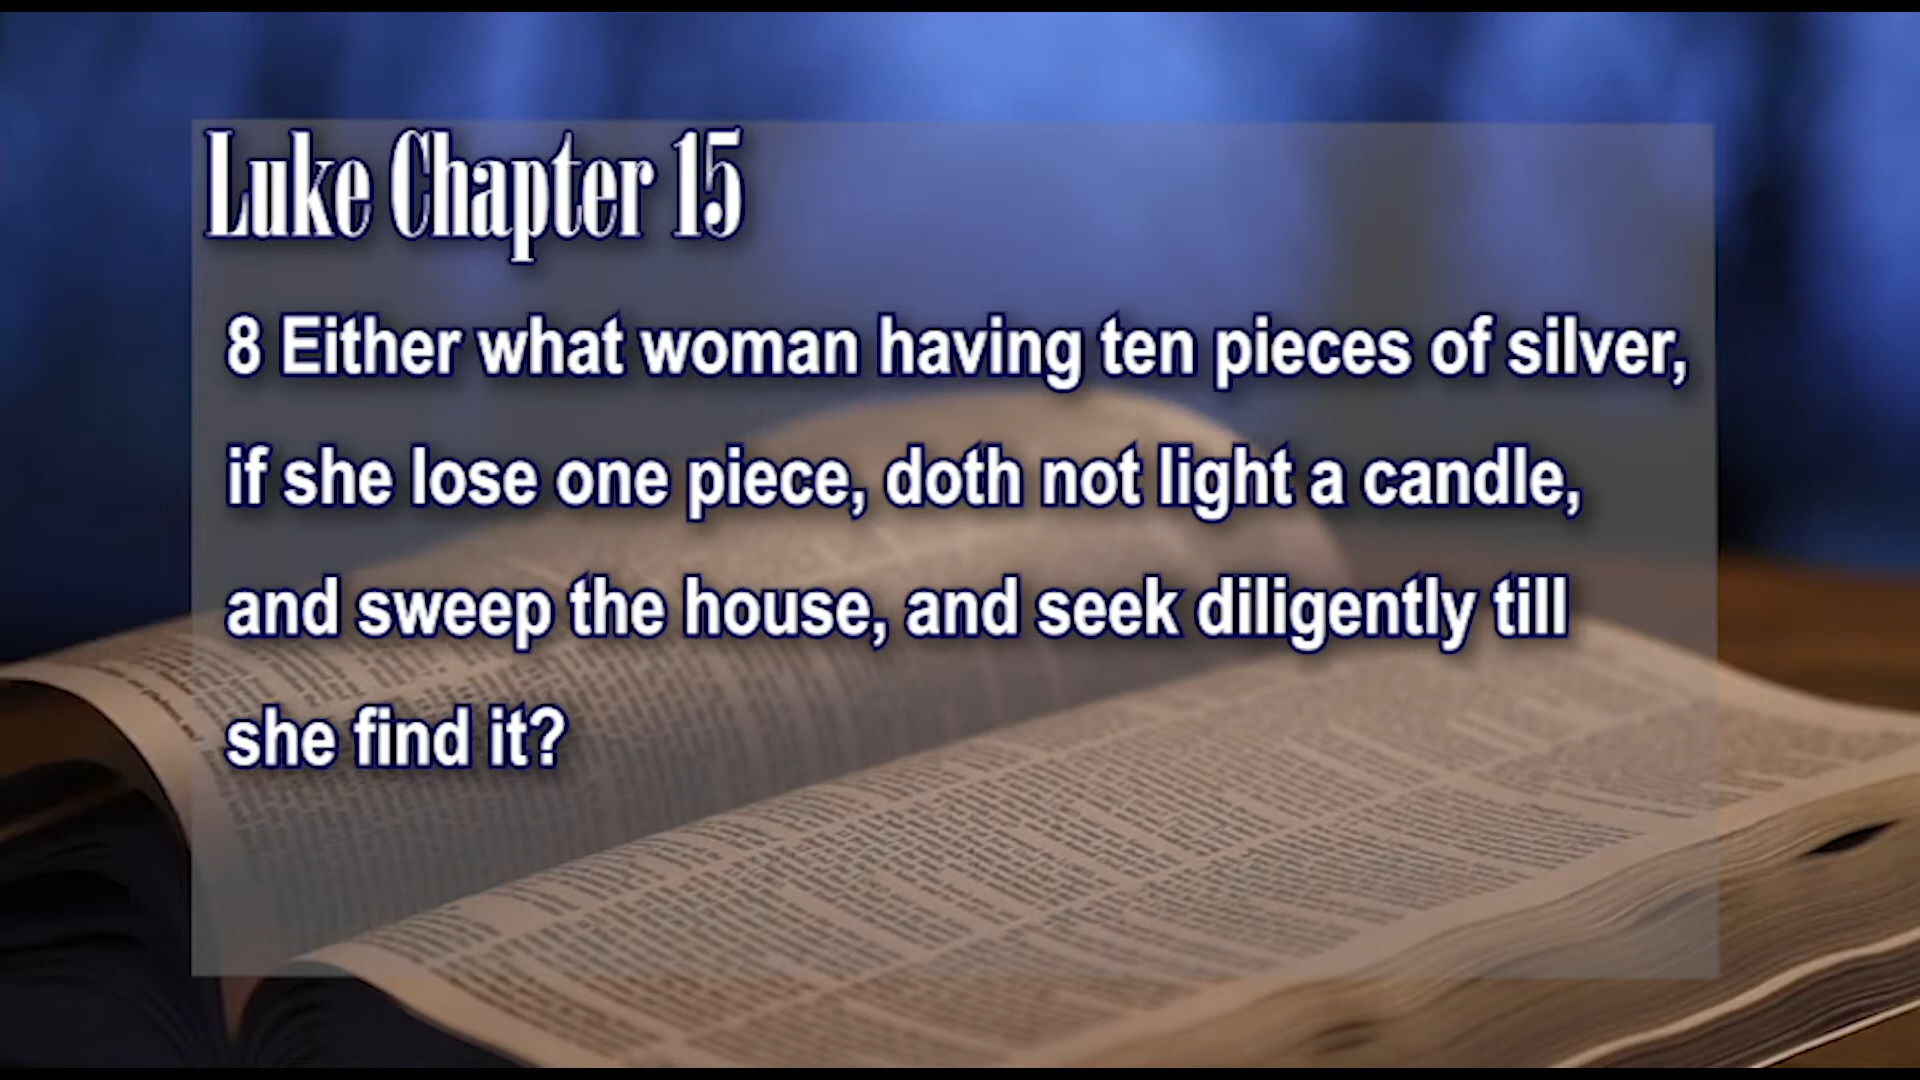 Luke Chapter 15
8 Either what woman having ten pieces of silver,
if she lose one piece, doth not light a candle,
and sweep the house, and seek diligently till
she find it?